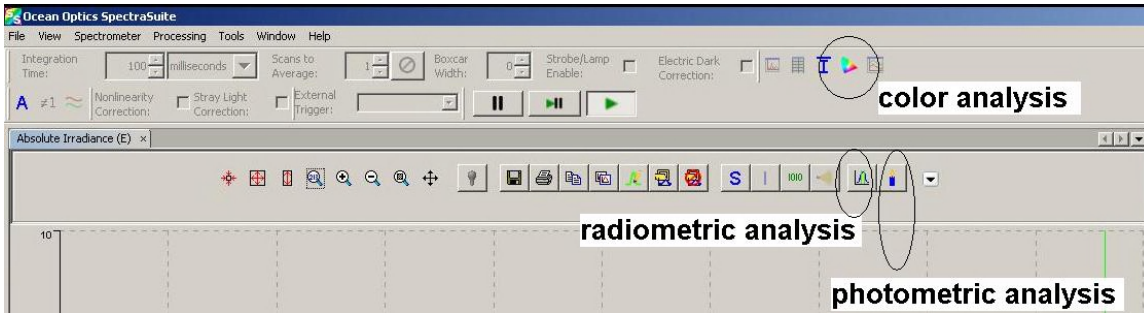 Ocean Optics SpectraSuite
File View Spectrometer Processing Tools Window Help
Integration Time: 100 milliseconds Scans to Average: 1 Boxcar Width: 0 Strobe/Lamp Enable: Electric Dark Correction:
color analysis
A ≠1 Nonlinearity Correction: Stray Light Correction: External Trigger:
Absolute Irradiance (E) ×
S 1010
radiometric analysis
10
photometric analysis